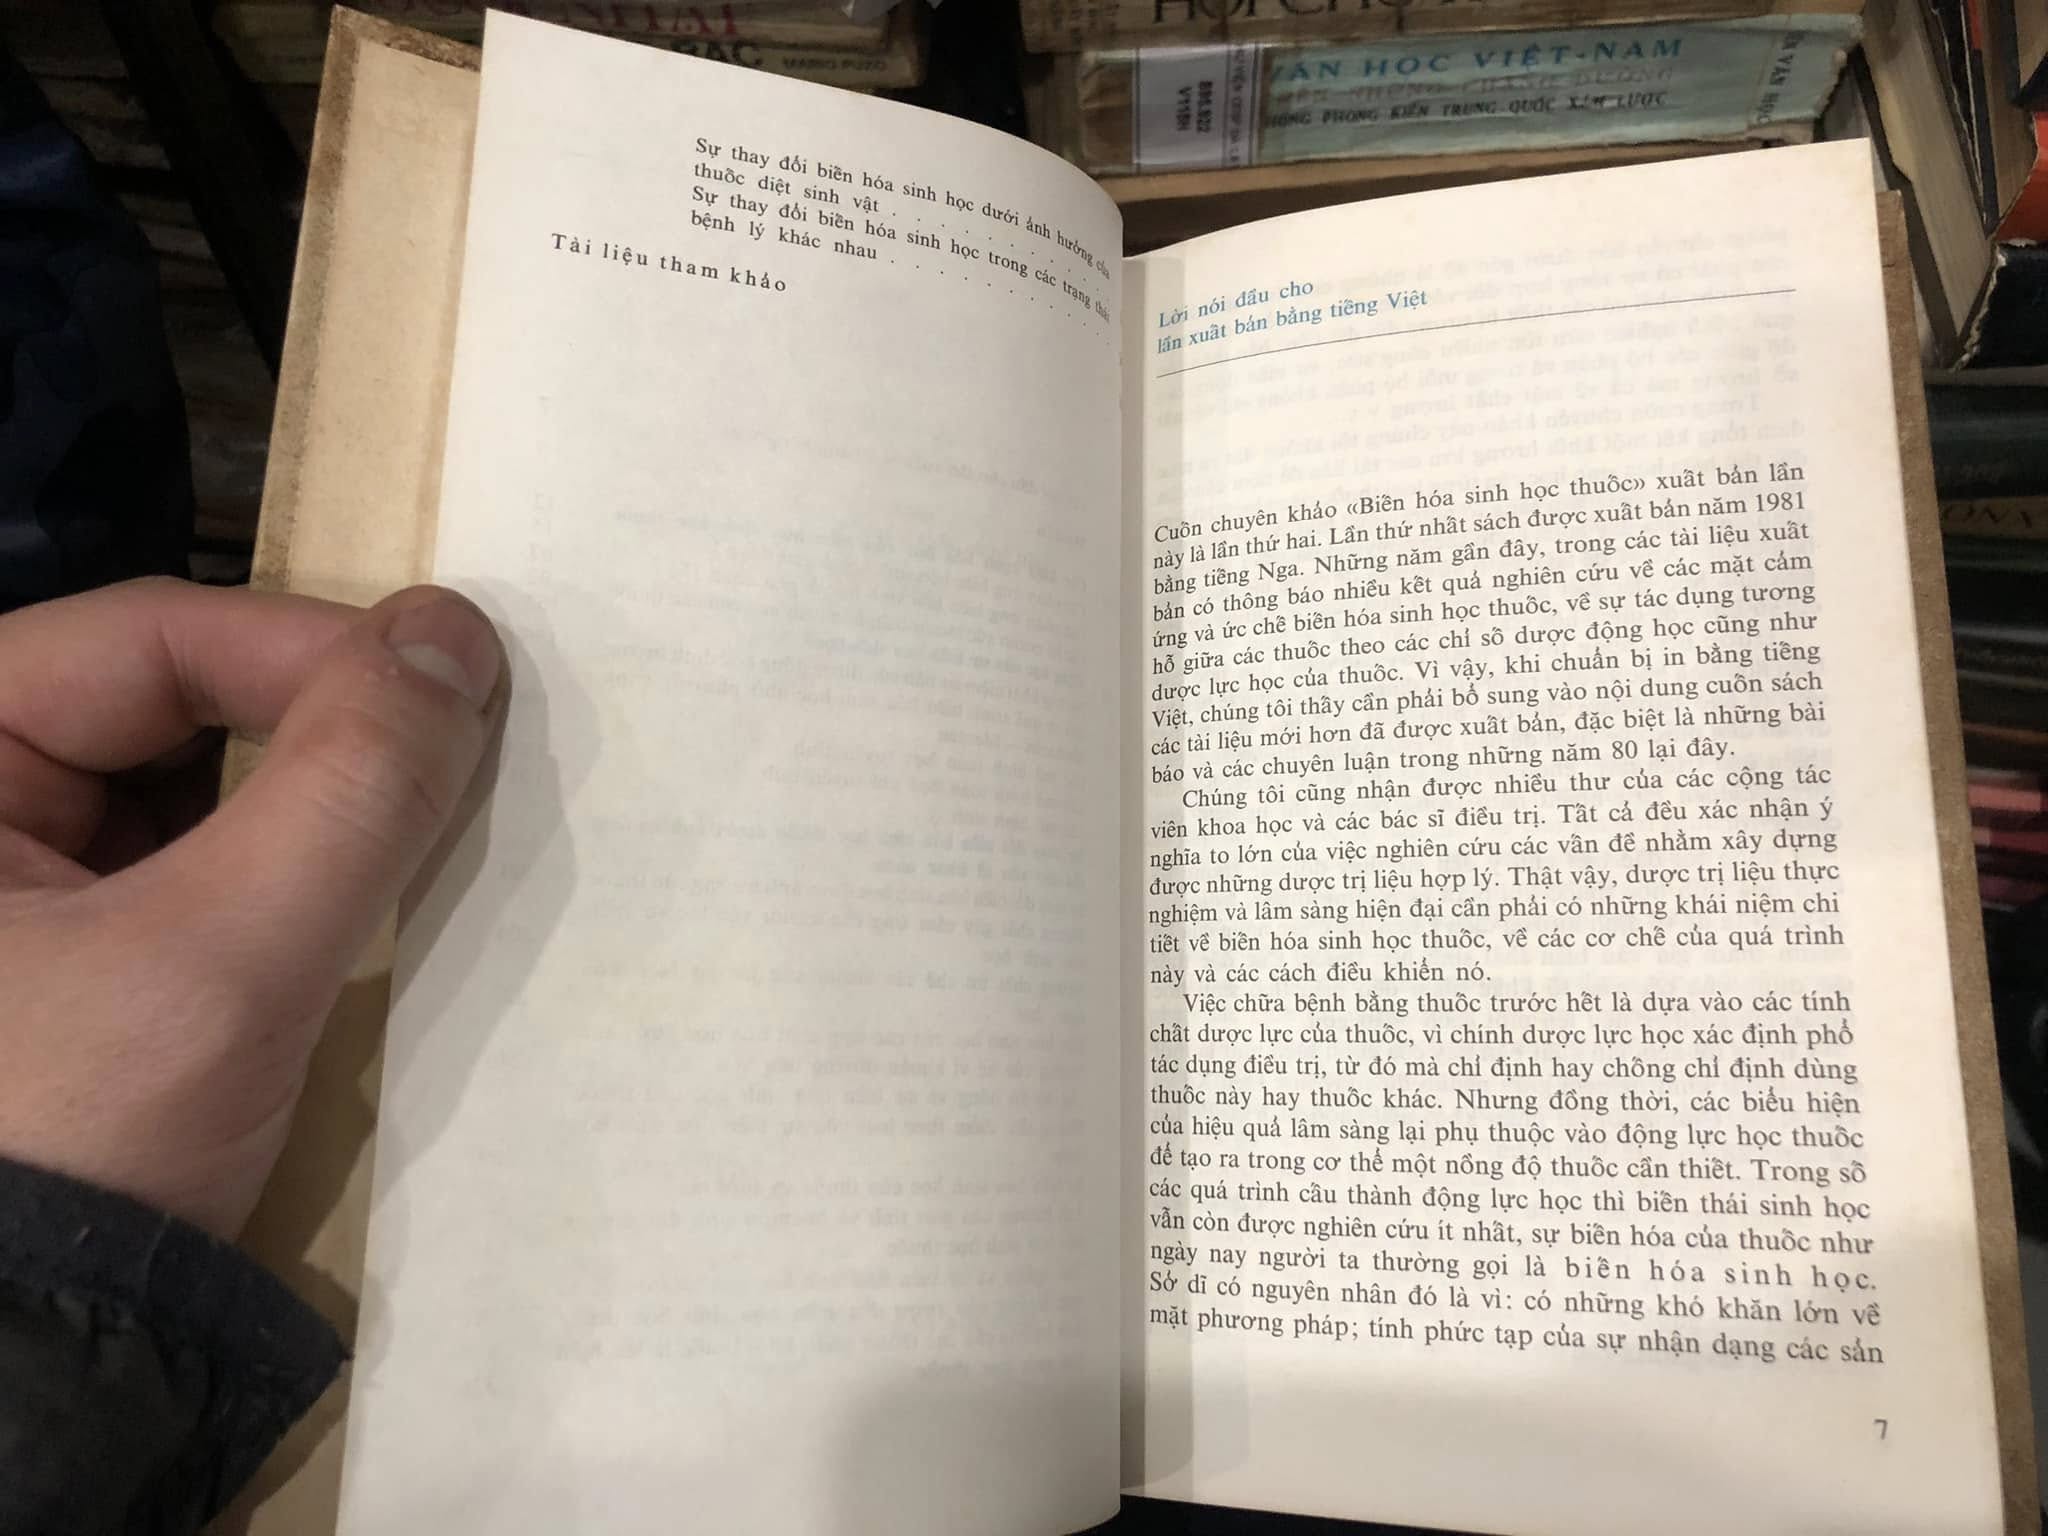 MARIO PUZO
VĂN HỌC VIỆT-NAM
PHONG KIẾN TRUNG QUỐC XÂM LƯỢC
VĂN HỌC
895.922
V115H
Sự thay đổi biến hóa sinh học dưới ảnh hưởng của
thuốc diệt sinh vật . . . . . . . . .
Sự thay đổi biến hóa sinh học trong các trạng thái
bệnh lý khác nhau . . . . . . . . .
Tài liệu tham khảo
Lời nói đầu cho
lần xuất bản bằng tiếng Việt
Cuốn chuyên khảo «Biến hóa sinh học thuốc» xuất bản lần
này là lần thứ hai. Lần thứ nhất sách được xuất bản năm 1981
bằng tiếng Nga. Những năm gần đây, trong các tài liệu xuất
bản có thông báo nhiều kết quả nghiên cứu về các mặt cảm
ứng và ức chế biến hóa sinh học thuốc, về sự tác dụng tương
hỗ giữa các thuốc theo các chỉ số dược động học cũng như
dược lực học của thuốc. Vì vậy, khi chuẩn bị in bằng tiếng
Việt, chúng tôi thấy cần phải bổ sung vào nội dung cuốn sách
các tài liệu mới hơn đã được xuất bản, đặc biệt là những bài
báo và các chuyên luận trong những năm 80 lại đây.
Chúng tôi cũng nhận được nhiều thư của các cộng tác
viên khoa học và các bác sĩ điều trị. Tất cả đều xác nhận ý
nghĩa to lớn của việc nghiên cứu các vấn đề nhằm xây dựng
được những dược trị liệu hợp lý. Thật vậy, dược trị liệu thực
nghiệm và lâm sàng hiện đại cần phải có những khái niệm chi
tiết về biến hóa sinh học thuốc, về các cơ chế của quá trình
này và các cách điều khiển nó.
Việc chữa bệnh bằng thuốc trước hết là dựa vào các tính
chất dược lực của thuốc, vì chính dược lực học xác định phổ
tác dụng điều trị, từ đó mà chỉ định hay chống chỉ định dùng
thuốc này hay thuốc khác. Nhưng đồng thời, các biểu hiện
của hiệu quả lâm sàng lại phụ thuộc vào động lực học thuốc
để tạo ra trong cơ thể một nồng độ thuốc cần thiết. Trong số
các quá trình cấu thành động lực học thì biến thái sinh học
vẫn còn được nghiên cứu ít nhất, sự biến hóa của thuốc như
ngày nay người ta thường gọi là biến hóa sinh học.
Sở dĩ có nguyên nhân đó là vì: có những khó khăn lớn về
mặt phương pháp; tính phức tạp của sự nhận dạng các sản
7